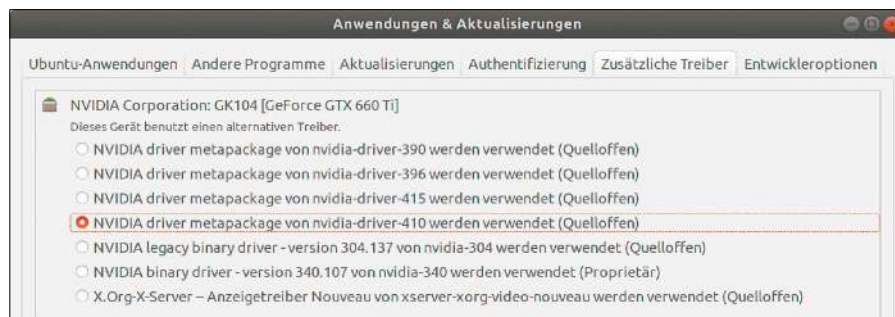 Anwendungen & Aktualisierungen
Ubuntu-Anwendungen Andere Programme Aktualisierungen Authentifizierung Zusätzliche Treiber Entwickleroptionen
NVIDIA Corporation: GK104 [GeForce GTX 660 Ti]
Dieses Gerät benutzt einen alternativen Treiber.
NVIDIA driver metapackage von nvidia-driver-390 werden verwendet (Quelloffen)
NVIDIA driver metapackage von nvidia-driver-396 werden verwendet (Quelloffen)
NVIDIA driver metapackage von nvidia-driver-415 werden verwendet (Quelloffen)
NVIDIA driver metapackage von nvidia-driver-410 werden verwendet (Quelloffen)
NVIDIA legacy binary driver - version 304.137 von nvidia-304 werden verwendet (Quelloffen)
NVIDIA binary driver - version 340.107 von nvidia-340 werden verwendet (Proprietär)
X.Org-X-Server – Anzeigetreiber Nouveau von xserver-xorg-video-nouveau werden verwendet (Quelloffen)